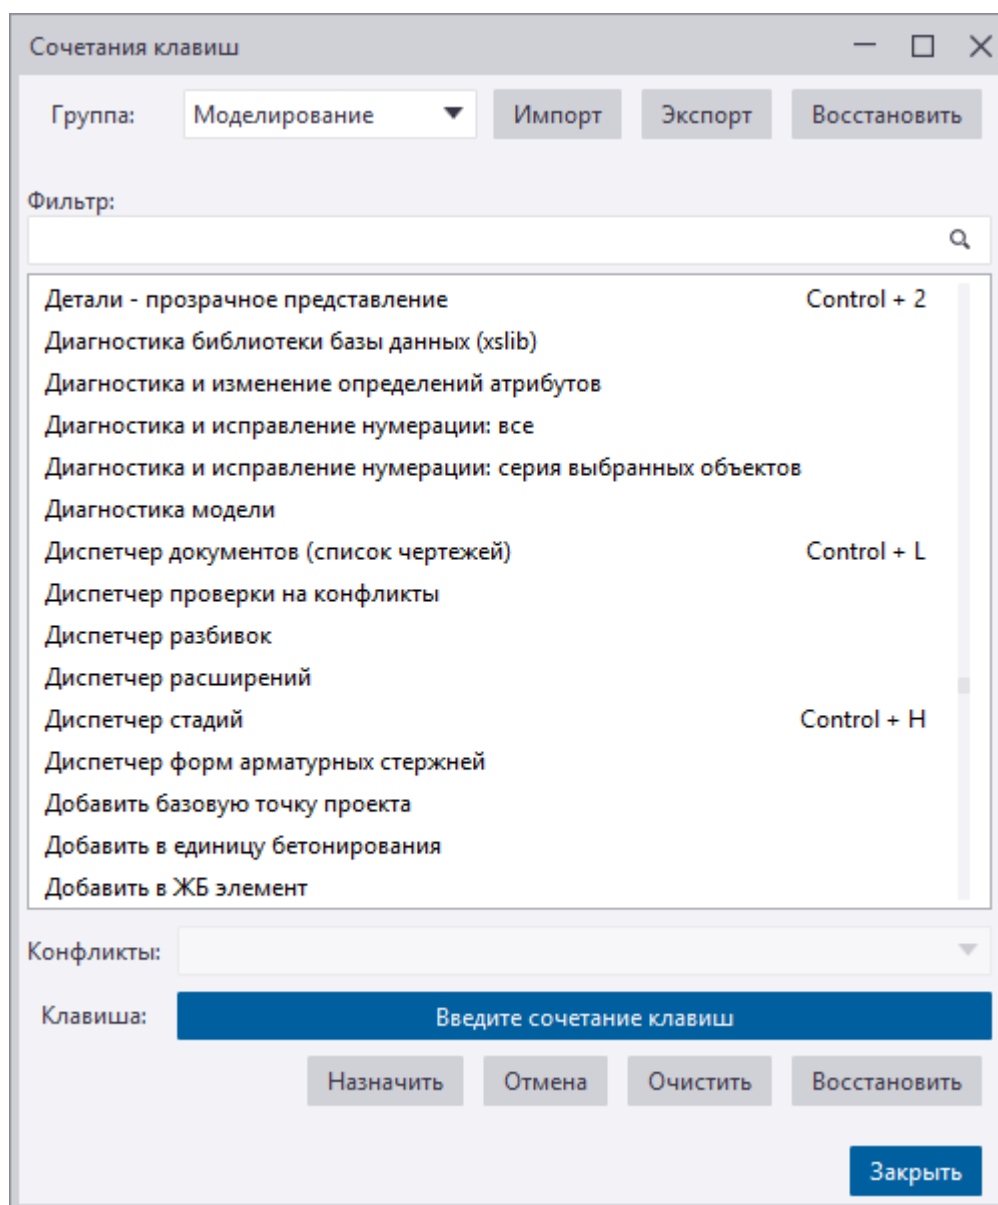 Сочетания клавиш
Группа: Моделирование Импорт Экспорт Восстановить
Фильтр:
Детали - прозрачное представление Control + 2
Диагностика библиотеки базы данных (xslib)
Диагностика и изменение определений атрибутов
Диагностика и исправление нумерации: все
Диагностика и исправление нумерации: серия выбранных объектов
Диагностика модели
Диспетчер документов (список чертежей) Control + L
Диспетчер проверки на конфликты
Диспетчер разбивок
Диспетчер расширений
Диспетчер стадий Control + H
Диспетчер форм арматурных стержней
Добавить базовую точку проекта
Добавить в единицу бетонирования
Добавить в ЖБ элемент
Конфликты:
Клавиша: Введите сочетание клавиш
Назначить Отмена Очистить Восстановить
Закрыть